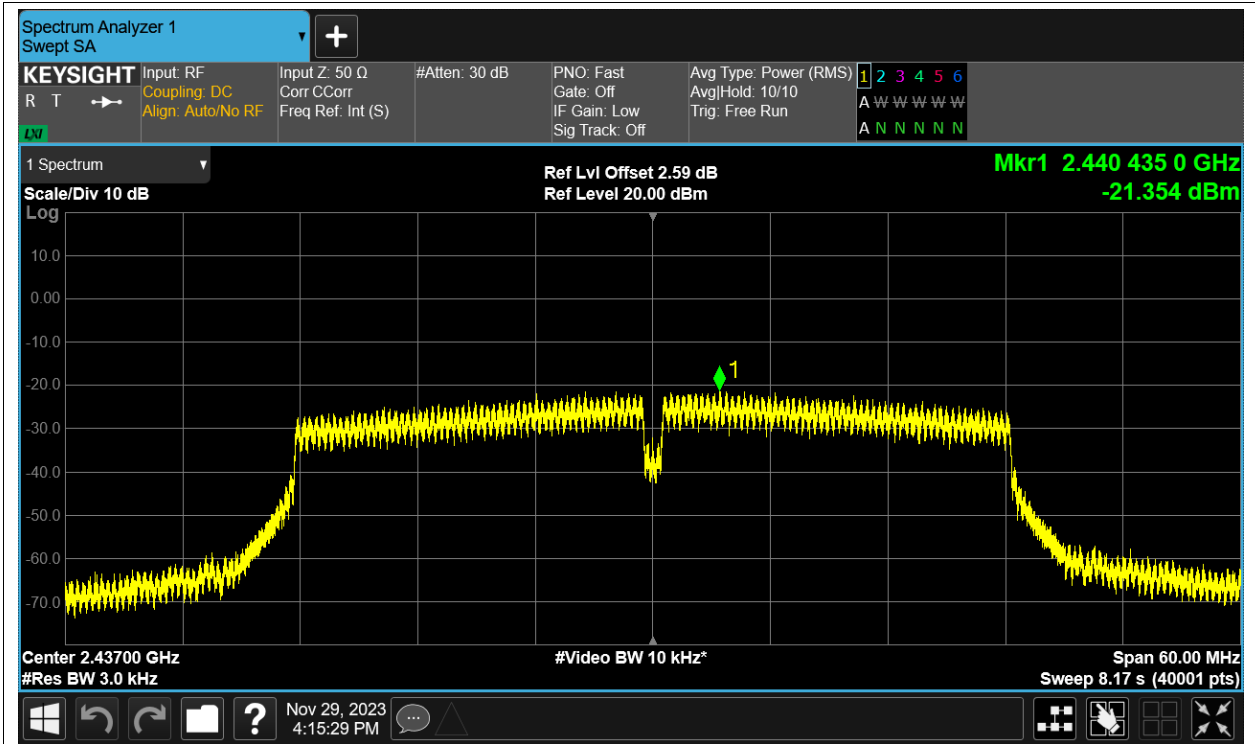 Spectrum Analyzer 1
Swept SA
KEYSIGHT
R T
LXI
Input: RF
Coupling: DC
Align: Auto/No RF
Input Z: 50 Ω
Corr CCorr
Freq Ref: Int (S)
#Atten: 30 dB
PNO: Fast
Gate: Off
IF Gain: Low
Sig Track: Off
Avg Type: Power (RMS)
Avg|Hold: 10/10
Trig: Free Run
1 2 3 4 5 6
A W W W W W
A N N N N N
1 Spectrum
Scale/Div 10 dB
Log
Ref Lvl Offset 2.59 dB
Ref Level 20.00 dBm
Mkr1 2.440 435 0 GHz
-21.354 dBm
10.0
0.00
-10.0
-20.0
-30.0
-40.0
-50.0
-60.0
-70.0
1
Center 2.43700 GHz
#Res BW 3.0 kHz
#Video BW 10 kHz*
Span 60.00 MHz
Sweep 8.17 s (40001 pts)
?
Nov 29, 2023
4:15:29 PM